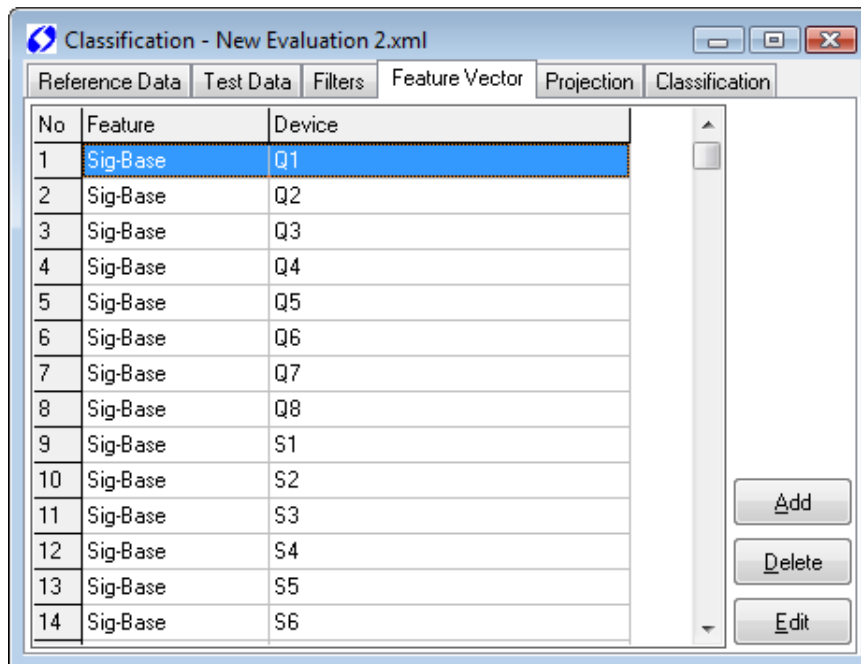 Classification - New Evaluation 2.xml
Reference Data Test Data Filters Feature Vector Projection Classification
No Feature Device
1 Sig-Base Q1
2 Sig-Base Q2
3 Sig-Base Q3
4 Sig-Base Q4
5 Sig-Base Q5
6 Sig-Base Q6
7 Sig-Base Q7
8 Sig-Base Q8
9 Sig-Base S1
10 Sig-Base S2
11 Sig-Base S3
12 Sig-Base S4
13 Sig-Base S5
14 Sig-Base S6
Add
Delete
Edit